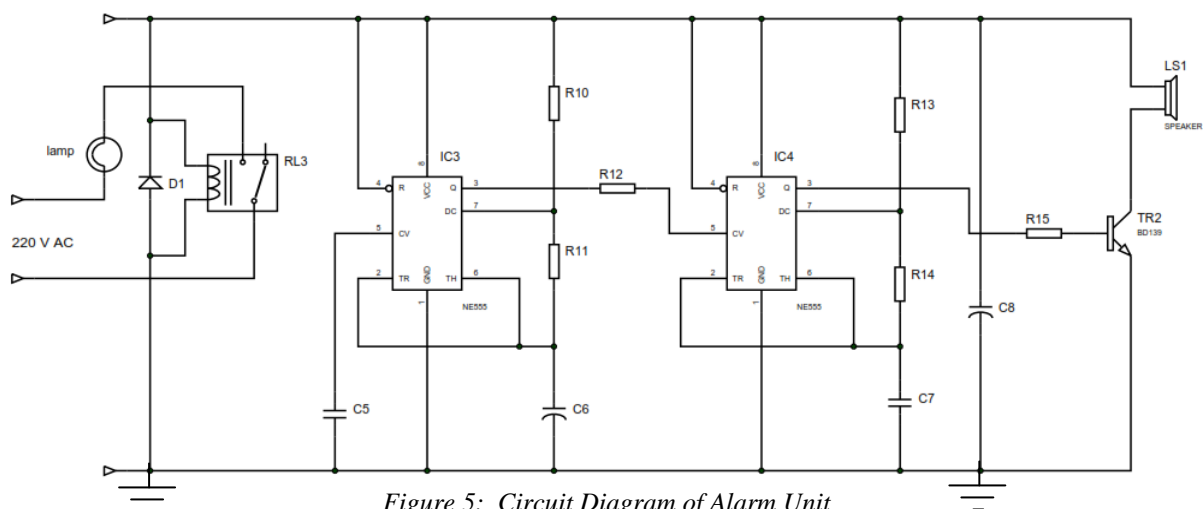 LS1
SPEAKER
R10
R13
lamp
IC3
IC4
RL3
D1
R12
4
R
VCC
8
Q
3
4
R
VCC
8
Q
3
DC
7
DC
7
R15
TR2
BD139
220 V AC
5
CV
R11
5
CV
2
TR
GND
TH
6
2
TR
GND
TH
6
R14
1
NE555
1
NE555
C8
C5
C6
C7
Figure 5: Circuit Diagram of Alarm Unit